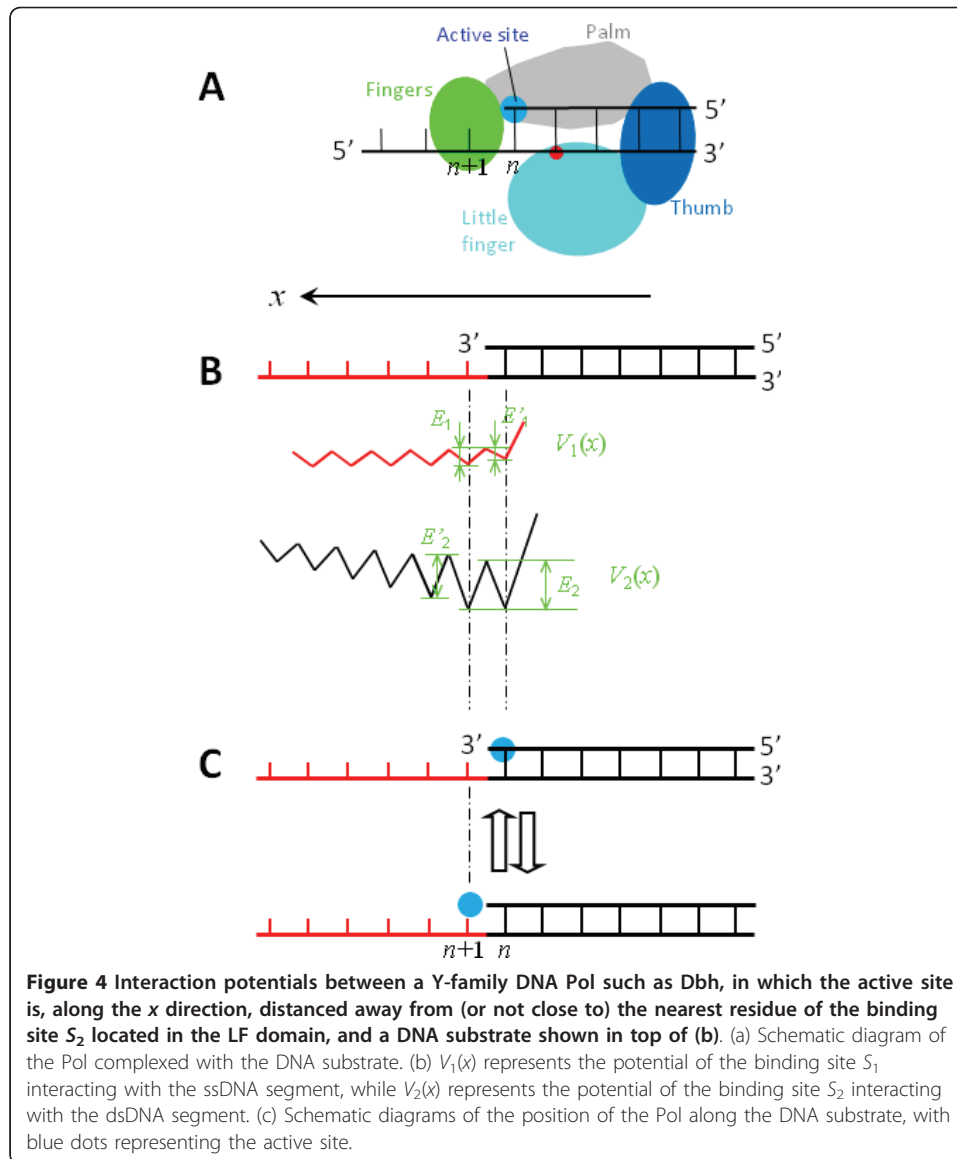 A
Active site
Palm
Fingers
5'
5'
3'
n+1 n
Little
finger
Thumb
x
B
3'
5'
3'
E1
E'1
V1(x)
E'2
E2
V2(x)
C
3'
5'
3'
n+1 n
Figure 4 Interaction potentials between a Y-family DNA Pol such as Dbh, in which the active site
is, along the x direction, distanced away from (or not close to) the nearest residue of the binding
site S2 located in the LF domain, and a DNA substrate shown in top of (b). (a) Schematic diagram of
the Pol complexed with the DNA substrate. (b) V1(x) represents the potential of the binding site S1
interacting with the ssDNA segment, while V2(x) represents the potential of the binding site S2 interacting
with the dsDNA segment. (c) Schematic diagrams of the position of the Pol along the DNA substrate, with
blue dots representing the active site.